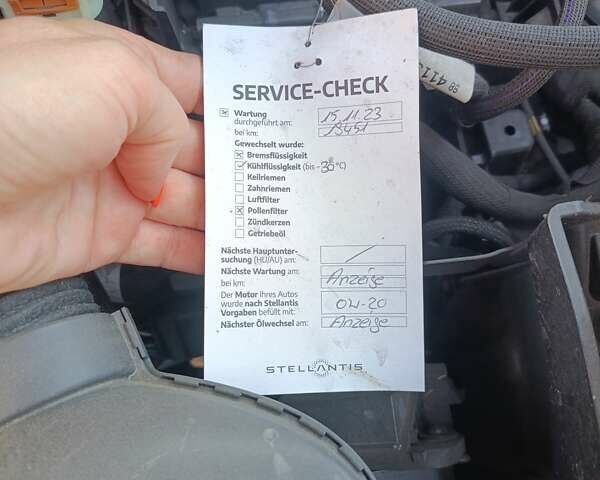 SERVICE-CHECK
☒ Wartung
durchgeführt am: 15.11.23
bei km: 19451
Gewechselt wurde:
☒ Bremsflüssigkeit
☑ Kühlflüssigkeit (bis -30°C)
☐ Keilriemen
☐ Zahnriemen
☐ Luftfilter
☒ Pollenfilter
☐ Zündkerzen
☐ Getriebeöl
Nächste Hauptunter-
suchung (HU/AU) am: /
Nächste Wartung am:
bei km: Anzeige
Der Motor Ihres Autos
wurde nach Stellantis 0W-20
Vorgaben befüllt mit:
Nächster Ölwechsel am: Anzeige
STELLANTIS